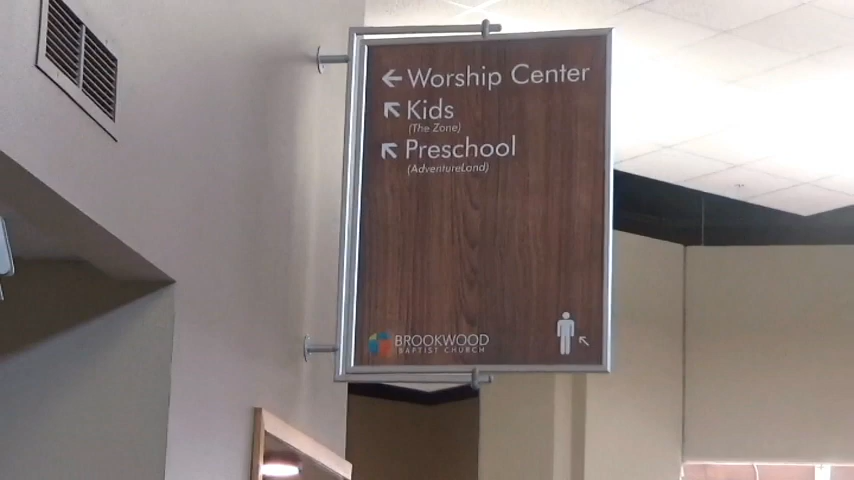 ← Worship Center
↖ Kids
(The Zone)
↖ Preschool
(AdventureLand)
BROOKWOOD
BAPTIST CHURCH
↖